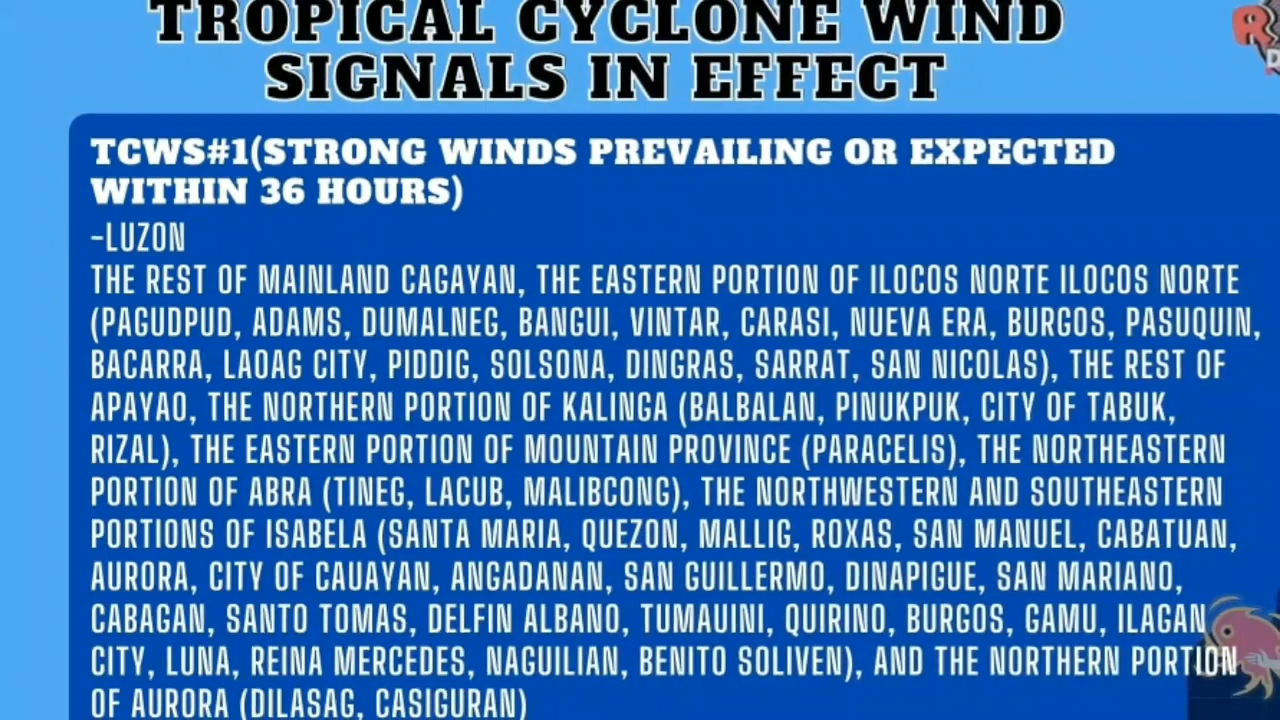 TROPICAL CYCLONE WIND
SIGNALS IN EFFECT
TCWS#1(STRONG WINDS PREVAILING OR EXPECTED
WITHIN 36 HOURS)
-LUZON
THE REST OF MAINLAND CAGAYAN, THE EASTERN PORTION OF ILOCOS NORTE ILOCOS NORTE
(PAGUDPUD, ADAMS, DUMALNEG, BANGUI, VINTAR, CARASI, NUEVA ERA, BURGOS, PASUQUIN,
BACARRA, LAOAG CITY, PIDDIG, SOLSONA, DINGRAS, SARRAT, SAN NICOLAS), THE REST OF
APAYAO, THE NORTHERN PORTION OF KALINGA (BALBALAN, PINUKPUK, CITY OF TABUK,
RIZAL), THE EASTERN PORTION OF MOUNTAIN PROVINCE (PARACELIS), THE NORTHEASTERN
PORTION OF ABRA (TINEG, LACUB, MALIBCONG), THE NORTHWESTERN AND SOUTHEASTERN
PORTIONS OF ISABELA (SANTA MARIA, QUEZON, MALLIG, ROXAS, SAN MANUEL, CABATUAN,
AURORA, CITY OF CAUAYAN, ANGADANAN, SAN GUILLERMO, DINAPIGUE, SAN MARIANO,
CABAGAN, SANTO TOMAS, DELFIN ALBANO, TUMAUINI, QUIRINO, BURGOS, GAMU, ILAGAN
CITY, LUNA, REINA MERCEDES, NAGUILIAN, BENITO SOLIVEN), AND THE NORTHERN PORTION
OF AURORA (DILASAG, CASIGURAN)